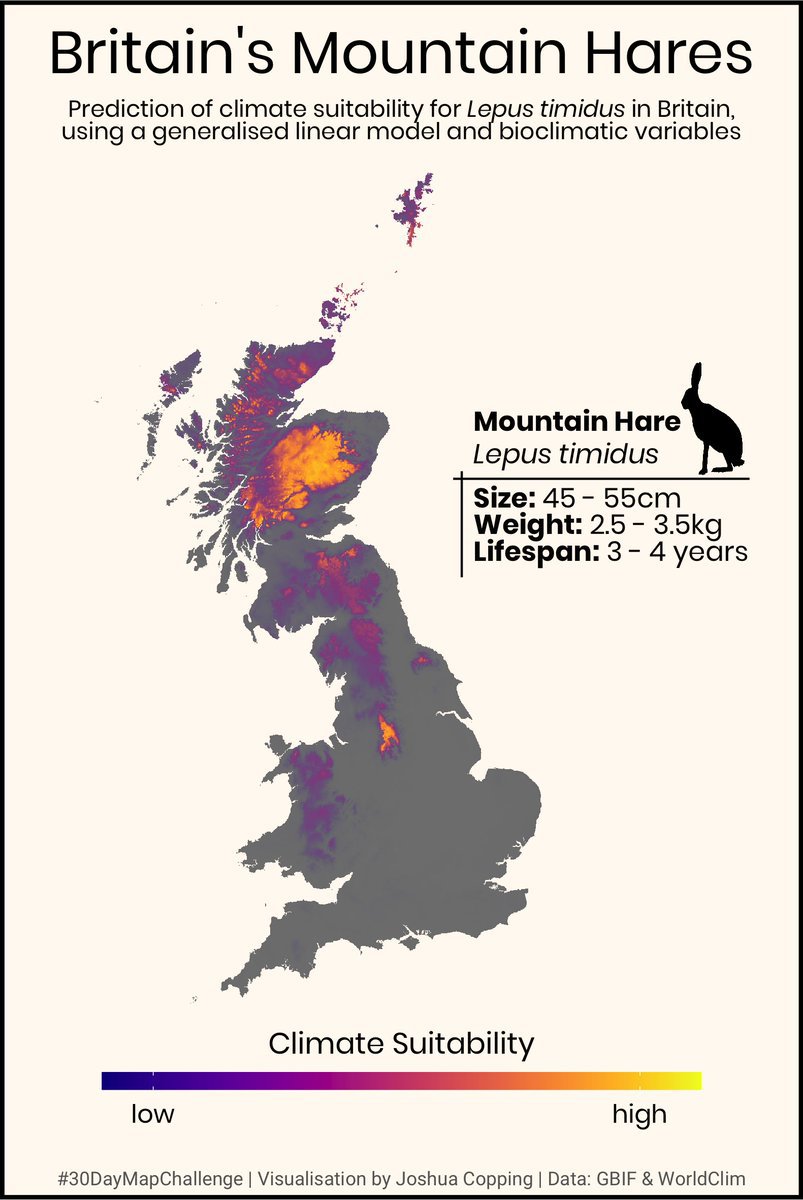 Britain's Mountain Hares
Prediction of climate suitability for Lepus timidus in Britain,
using a generalised linear model and bioclimatic variables
Mountain Hare
Lepus timidus
Size: 45 - 55cm
Weight: 2.5 - 3.5kg
Lifespan: 3 - 4 years
Climate Suitability
low high
#30DayMapChallenge | Visualisation by Joshua Copping | Data: GBIF & WorldClim